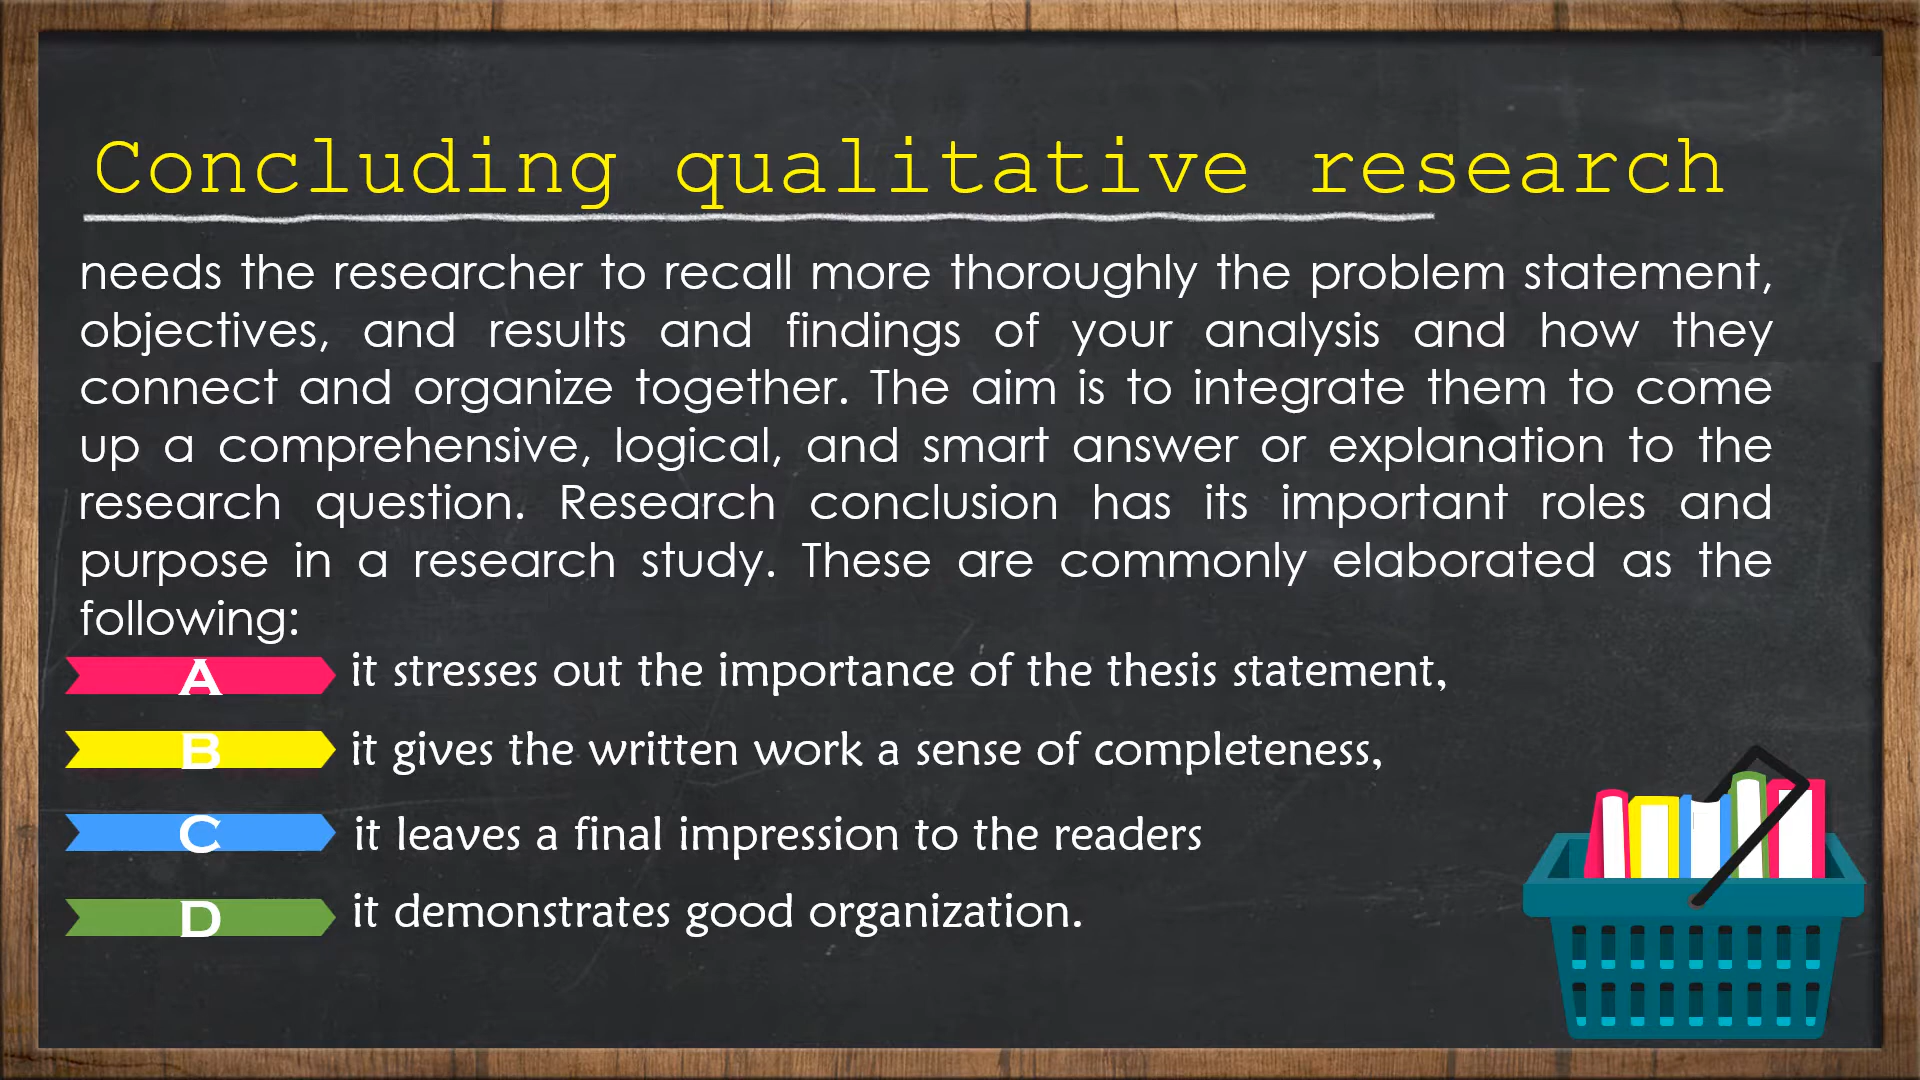 Concluding qualitative research
needs the researcher to recall more thoroughly the problem statement,
objectives, and results and findings of your analysis and how they
connect and organize together. The aim is to integrate them to come
up a comprehensive, logical, and smart answer or explanation to the
research question. Research conclusion has its important roles and
purpose in a research study. These are commonly elaborated as the
following:
A it stresses out the importance of the thesis statement,
B it gives the written work a sense of completeness,
C it leaves a final impression to the readers
D it demonstrates good organization.